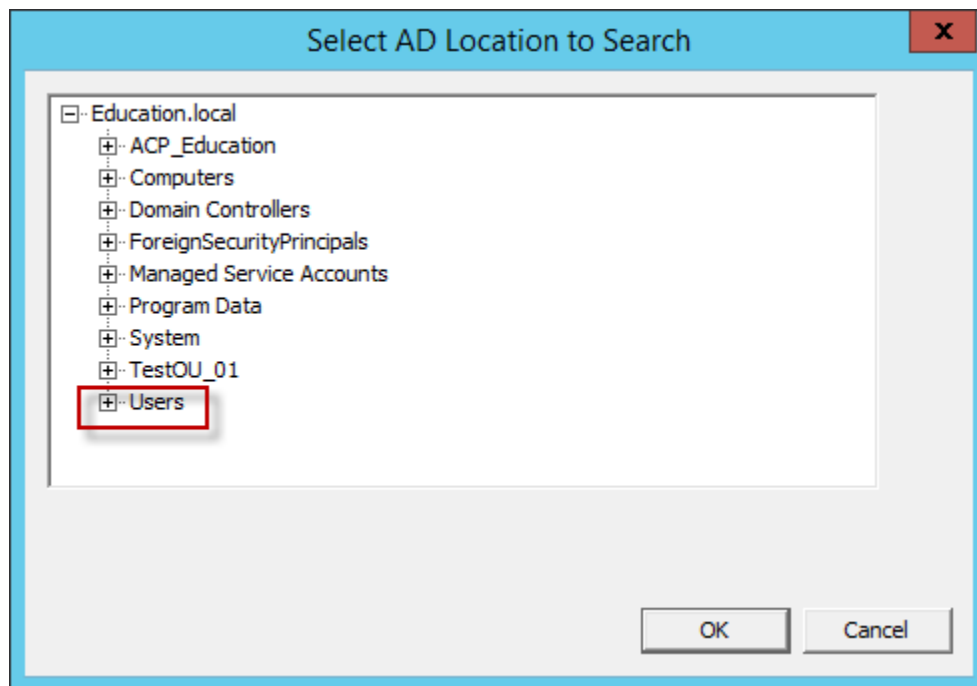 Select AD Location to Search
x
Education.local
ACP_Education
Computers
Domain Controllers
ForeignSecurityPrincipals
Managed Service Accounts
Program Data
System
TestOU_01
Users
OK
Cancel